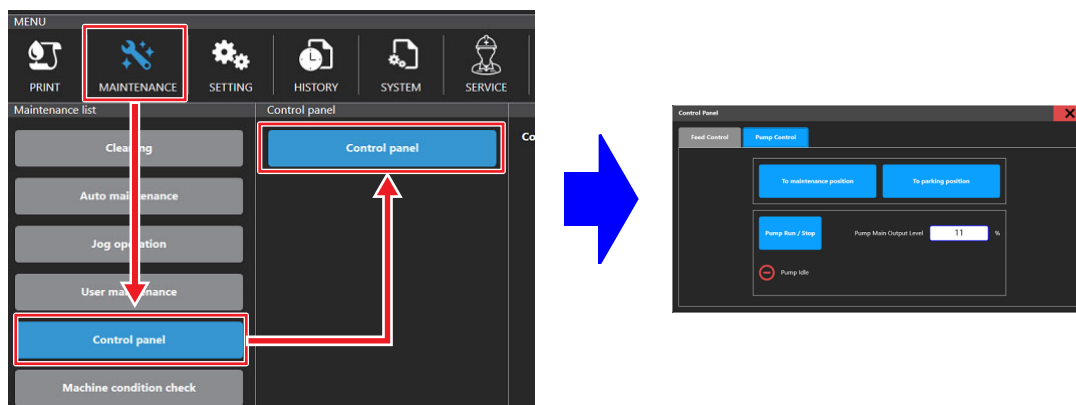 MENU
PRINT
MAINTENANCE
SETTING
HISTORY
SYSTEM
SERVICE
Maintenance list
Control panel
Cleaning
Auto maintenance
Jog operation
User maintenance
Control panel
Machine condition check
Control panel
Co
Control Panel
Feed Control
Pump Control
To maintenance position
To parking position
Pump Run / Stop
Pump Main Output Level
11
%
Pump Idle